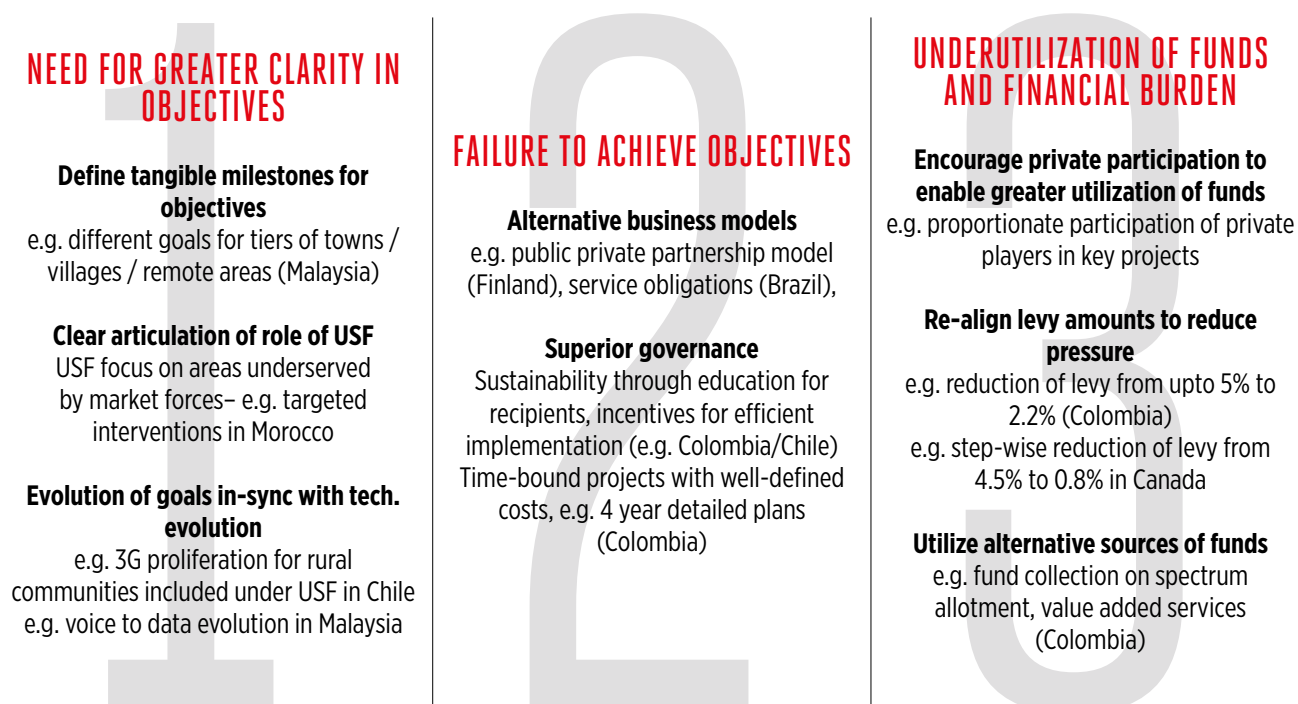 1
NEED FOR GREATER CLARITY IN
OBJECTIVES
Define tangible milestones for
objectives
e.g. different goals for tiers of towns /
villages / remote areas (Malaysia)
Clear articulation of role of USF
USF focus on areas underserved
by market forces– e.g. targeted
interventions in Morocco
Evolution of goals in-sync with tech.
evolution
e.g. 3G proliferation for rural
communities included under USF in Chile
e.g. voice to data evolution in Malaysia
2
FAILURE TO ACHIEVE OBJECTIVES
Alternative business models
e.g. public private partnership model
(Finland), service obligations (Brazil),
Superior governance
Sustainability through education for
recipients, incentives for efficient
implementation (e.g. Colombia/Chile)
Time-bound projects with well-defined
costs, e.g. 4 year detailed plans
(Colombia)
3
UNDERUTILIZATION OF FUNDS
AND FINANCIAL BURDEN
Encourage private participation to
enable greater utilization of funds
e.g. proportionate participation of private
players in key projects
Re-align levy amounts to reduce
pressure
e.g. reduction of levy from upto 5% to
2.2% (Colombia)
e.g. step-wise reduction of levy from
4.5% to 0.8% in Canada
Utilize alternative sources of funds
e.g. fund collection on spectrum
allotment, value added services
(Colombia)